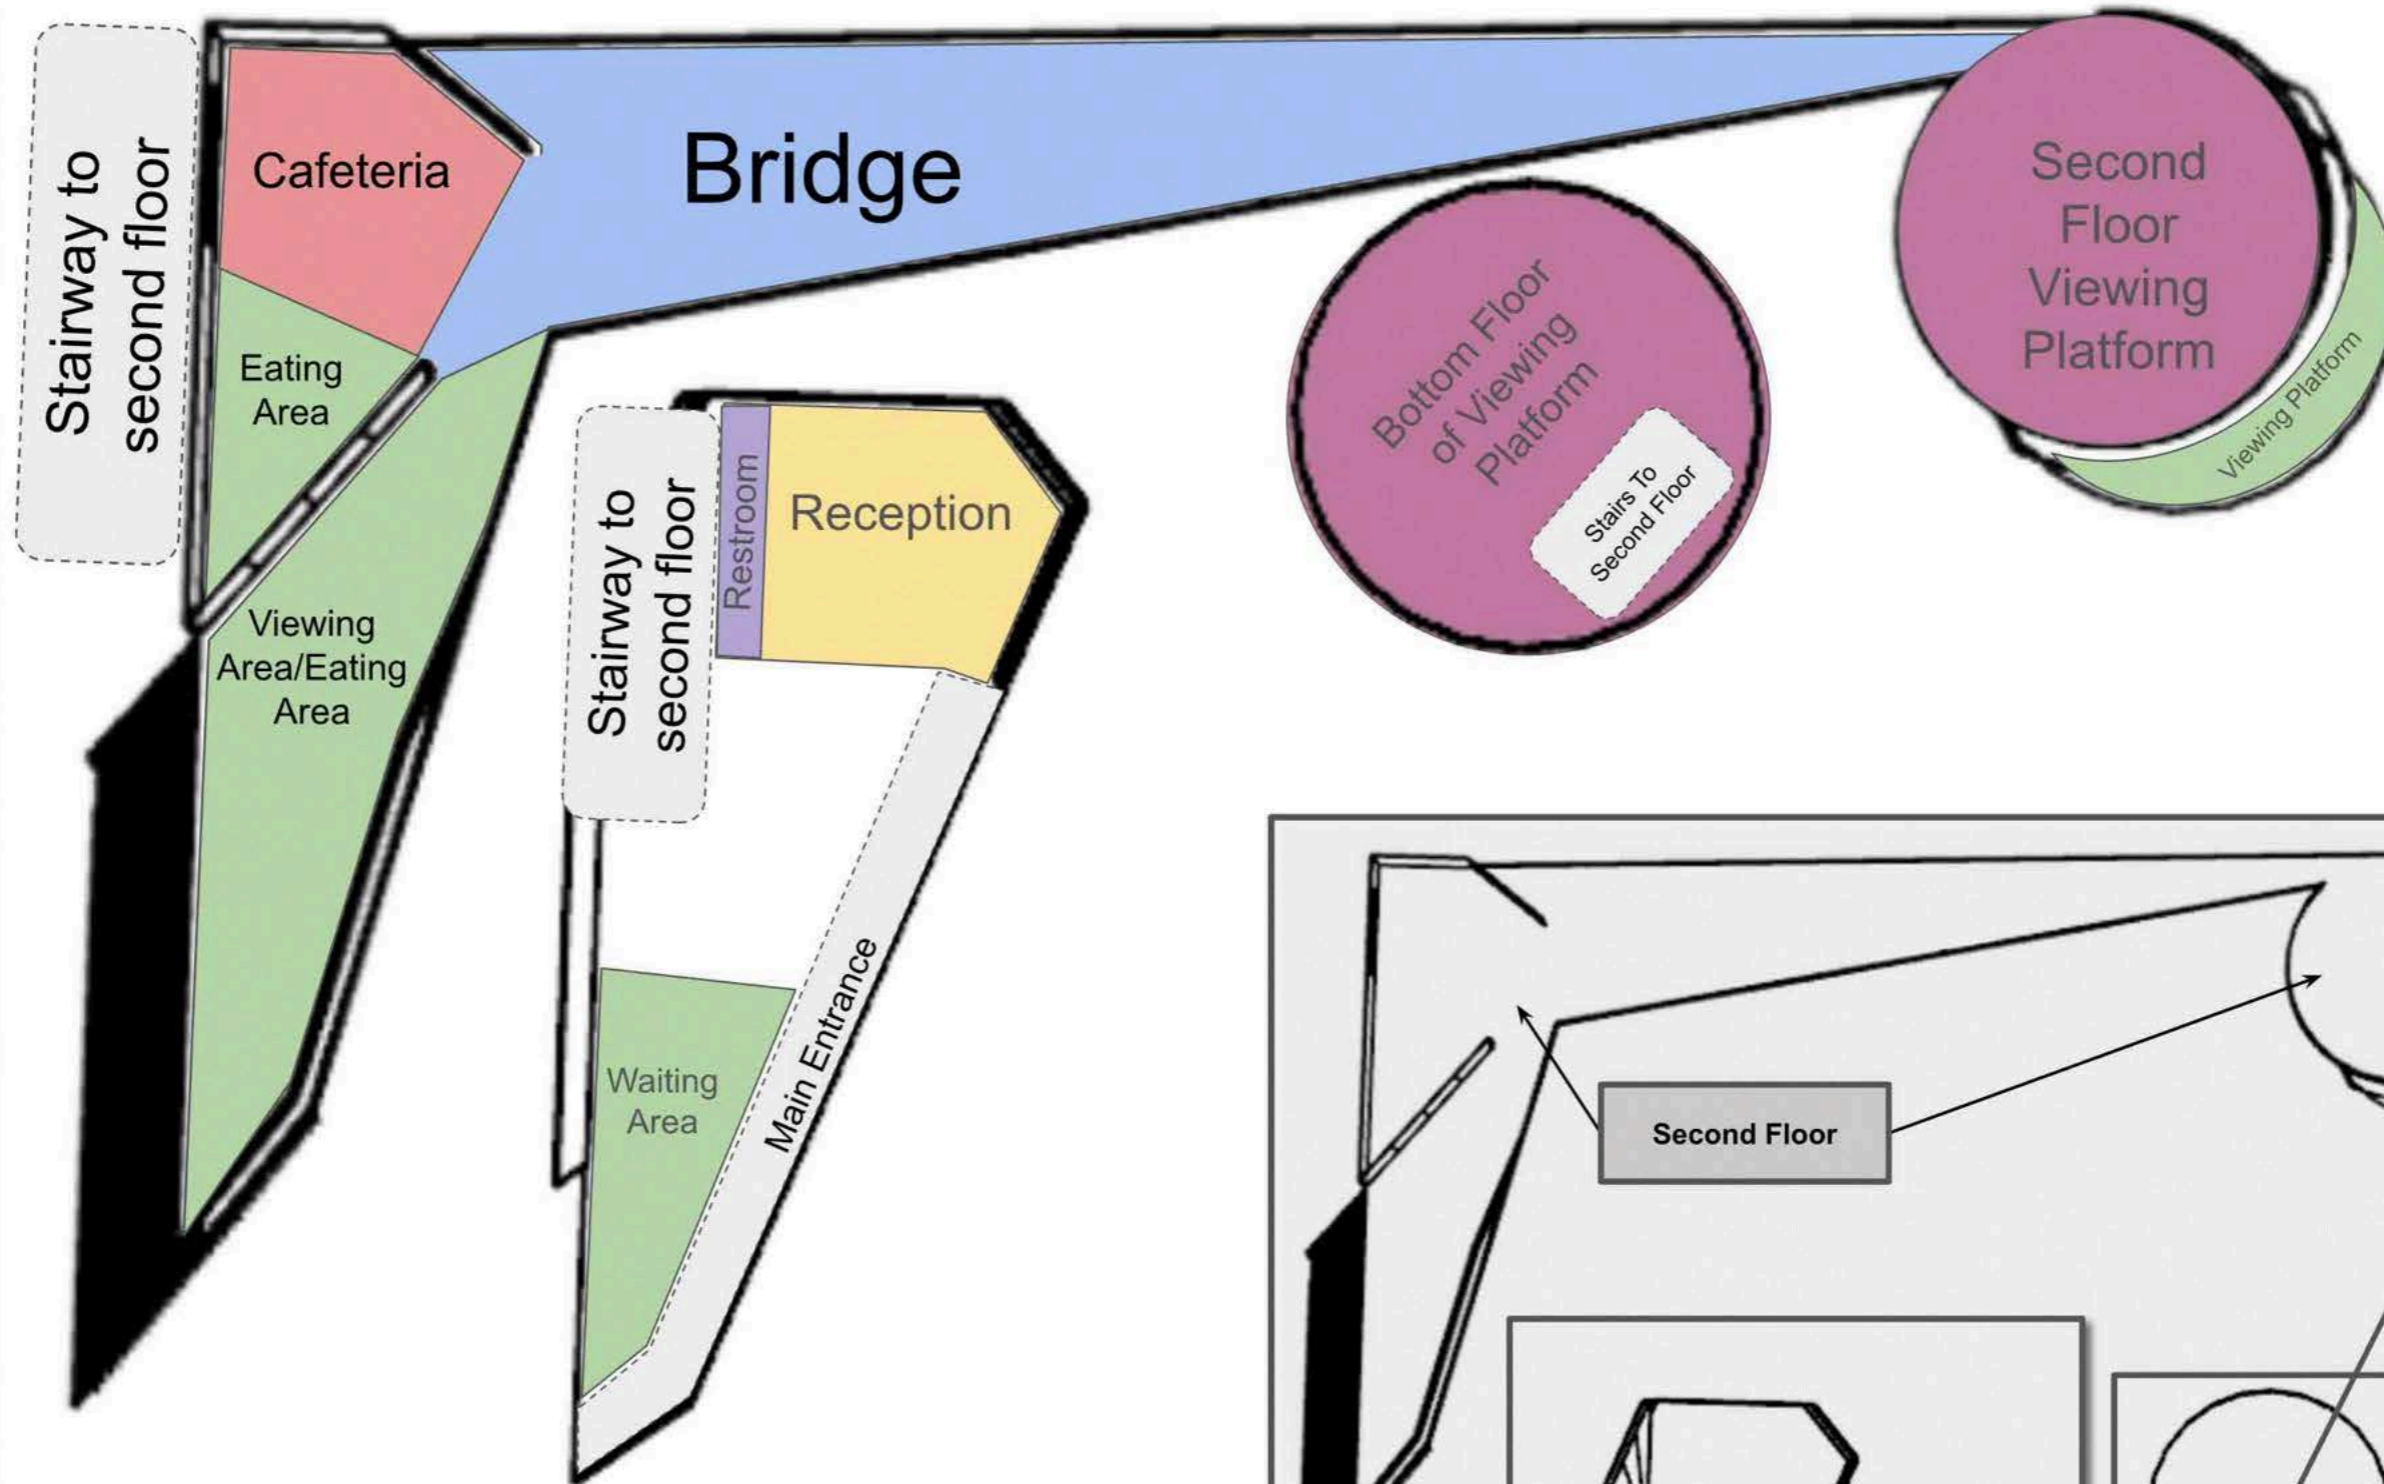 Stairway to
second floor
Cafeteria
Bridge
Eating
Area
Viewing
Area/Eating
Area
Second
Floor
Viewing
Platform
Viewing Platform
Bottom Floor
of Viewing
Platform
Stairs To
Second Floor
Stairway to
second floor
Restroom
Reception
Waiting
Area
Main Entrance
Second Floor